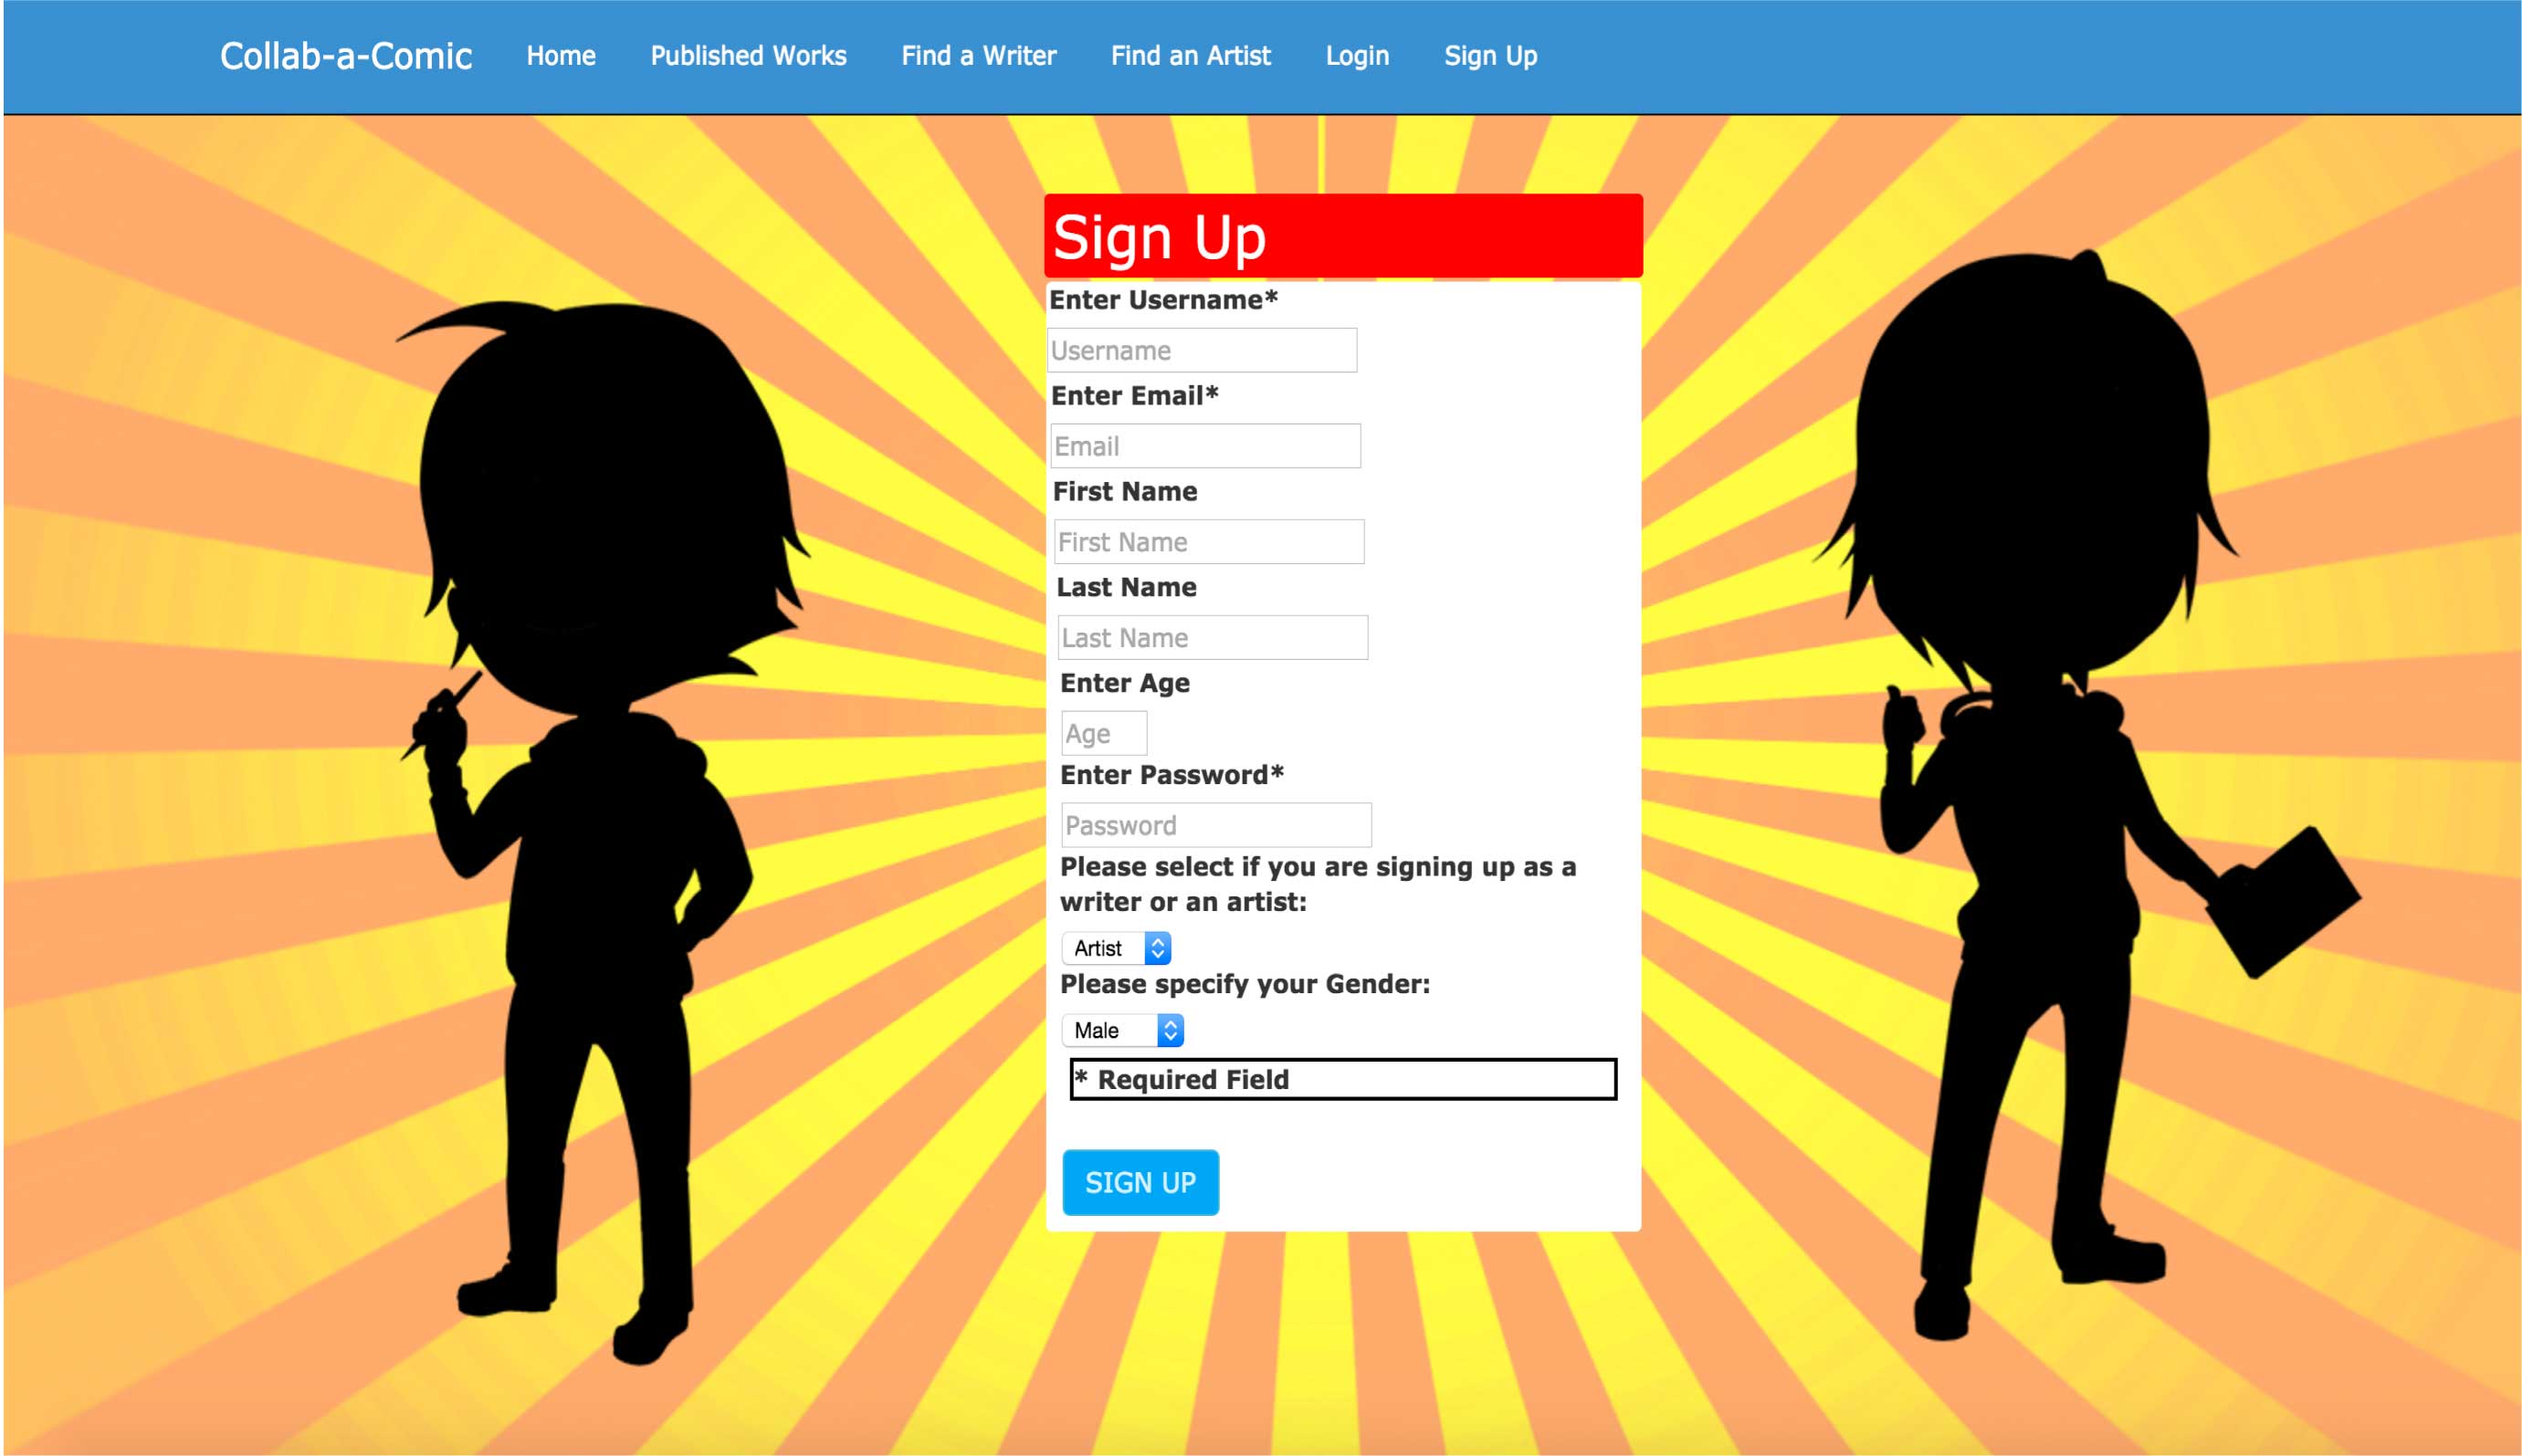 Collab-a-Comic Home Published Works Find a Writer Find an Artist Login Sign Up
Sign Up
Enter Username*
Username
Enter Email*
Email
First Name
First Name
Last Name
Last Name
Enter Age
Age
Enter Password*
Password
Please select if you are signing up as a
writer or an artist:
Artist
Please specify your Gender:
Male
* Required Field
SIGN UP